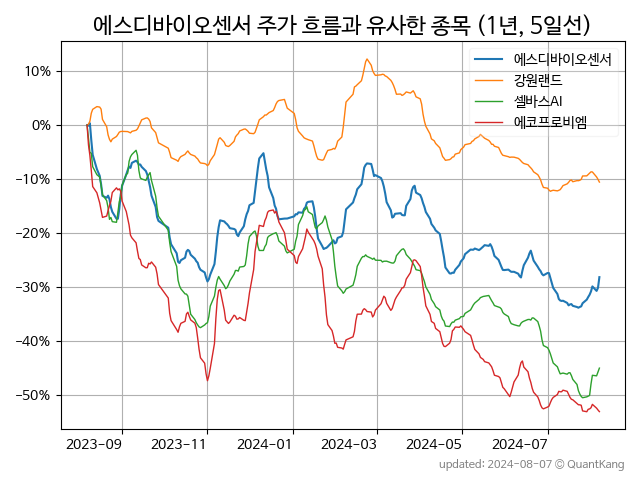 에스디바이오센서 주가 흐름과 유사한 종목 (1년, 5일선)
에스디바이오센서
강원랜드
셀바스AI
에코프로비엠
10%
0%
−10%
−20%
−30%
−40%
−50%
2023-09 2023-11 2024-01 2024-03 2024-05 2024-07
updated: 2024-08-07 © QuantKang